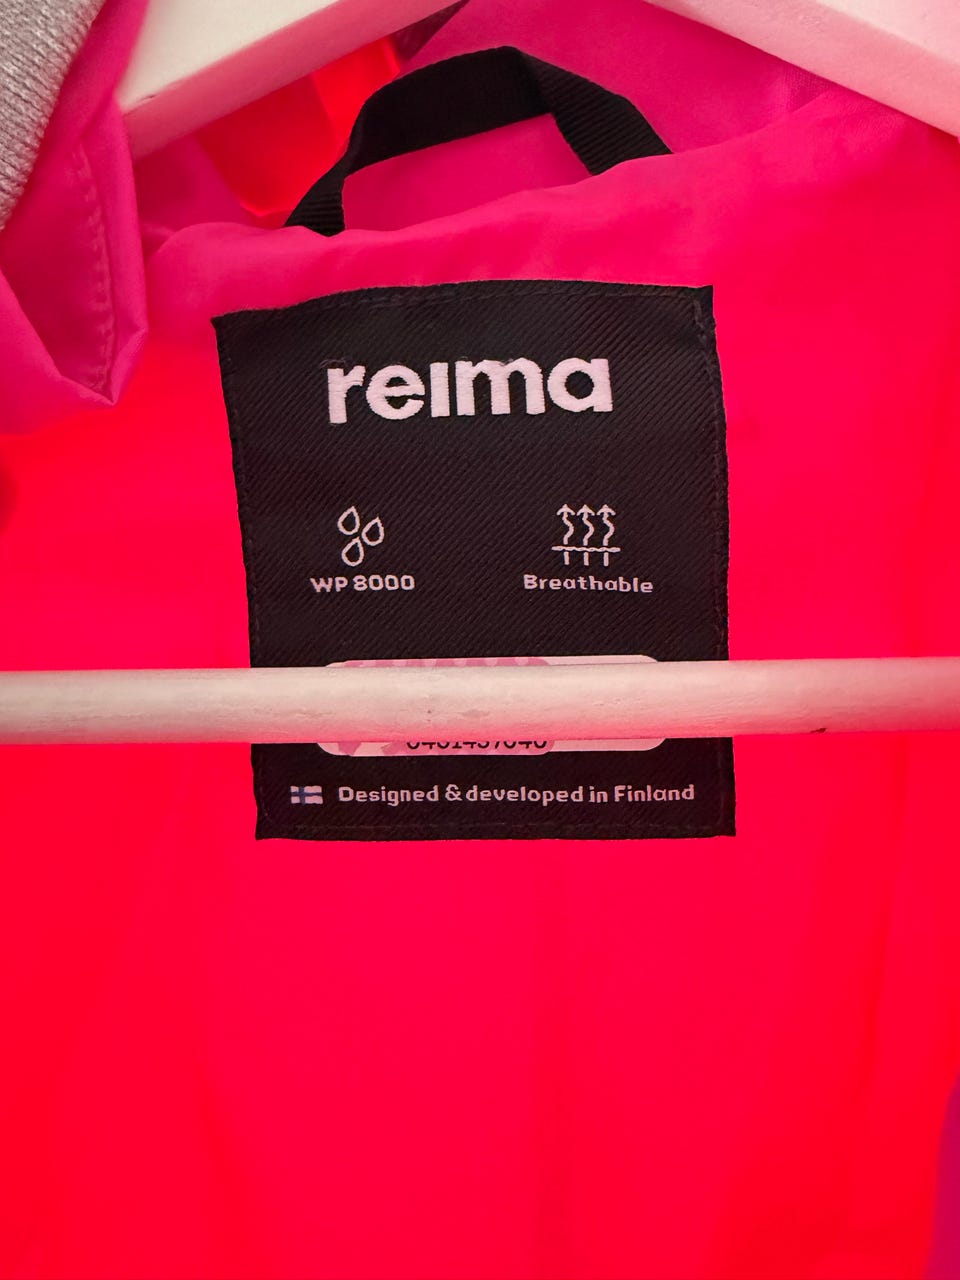 reima
WP 8000
Breathable
Designed & developed in Finland